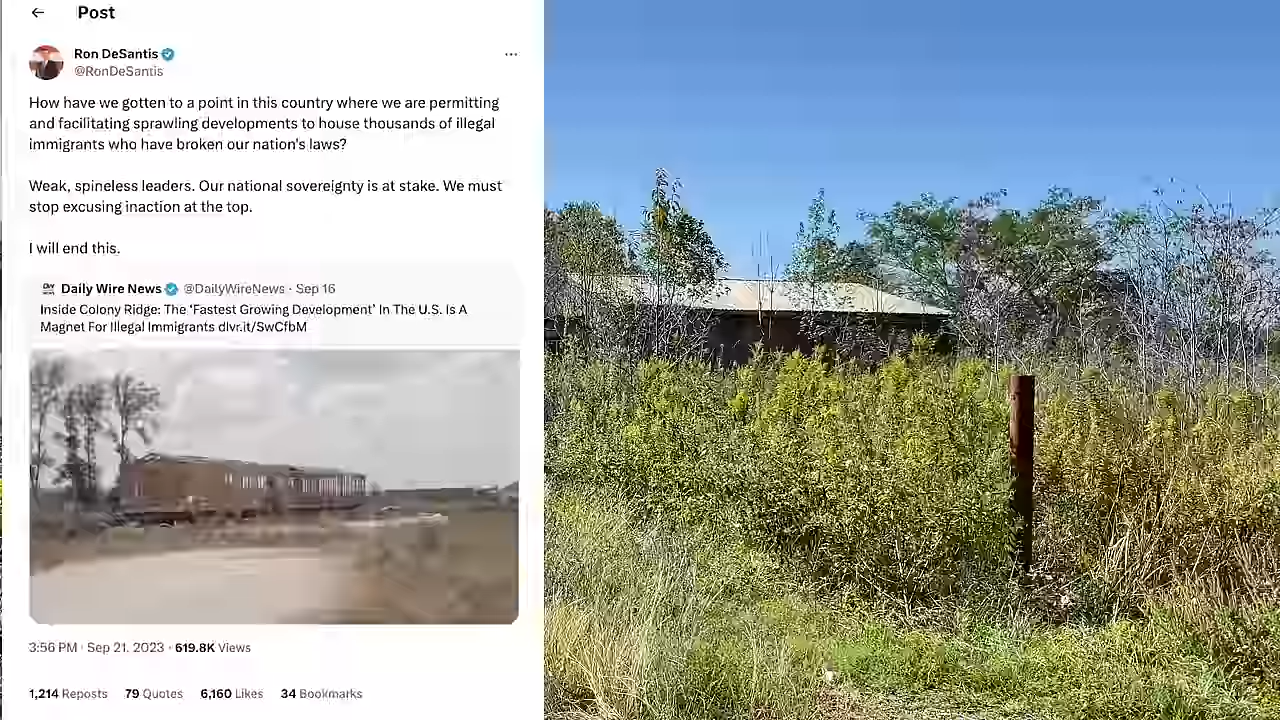 Post
Ron DeSantis
@RonDeSantis
How have we gotten to a point in this country where we are permitting
and facilitating sprawling developments to house thousands of illegal
immigrants who have broken our nation's laws?
Weak, spineless leaders. Our national sovereignty is at stake. We must
stop excusing inaction at the top.
I will end this.
Daily Wire News @DailyWireNews · Sep 16
Inside Colony Ridge: The ‘Fastest Growing Development’ In The U.S. Is A
Magnet For Illegal Immigrants dlvr.it/SwCfbM
3:56 PM · Sep 21, 2023 · 619.8K Views
1,214 Reposts 79 Quotes 6,160 Likes 34 Bookmarks